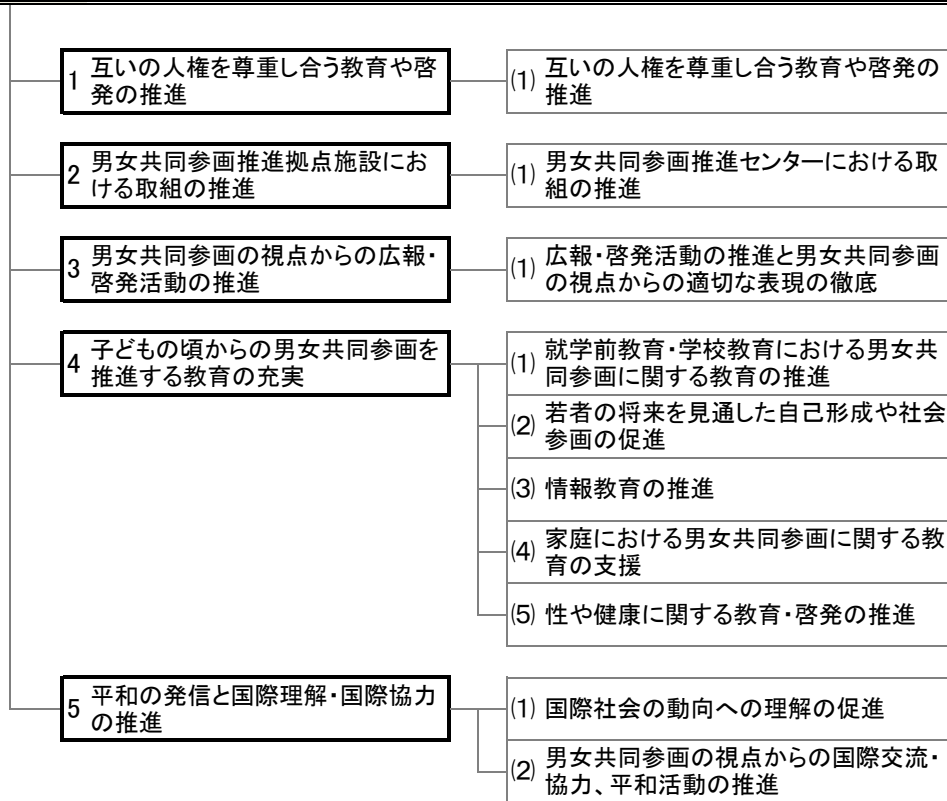 1 互いの人権を尊重し合う教育や啓
発の推進
(1) 互いの人権を尊重し合う教育や啓発の
推進
2 男女共同参画推進拠点施設にお
ける取組の推進
(1) 男女共同参画推進センターにおける取
組の推進
3 男女共同参画の視点からの広報・
啓発活動の推進
(1) 広報・啓発活動の推進と男女共同参画
の視点からの適切な表現の徹底
4 子どもの頃からの男女共同参画を
推進する教育の充実
(1) 就学前教育・学校教育における男女共
同参画に関する教育の推進
(2) 若者の将来を見通した自己形成や社会
参画の促進
(3) 情報教育の推進
(4) 家庭における男女共同参画に関する教
育の支援
(5) 性や健康に関する教育・啓発の推進
5 平和の発信と国際理解・国際協力
の推進
(1) 国際社会の動向への理解の促進
(2) 男女共同参画の視点からの国際交流・
協力、平和活動の推進